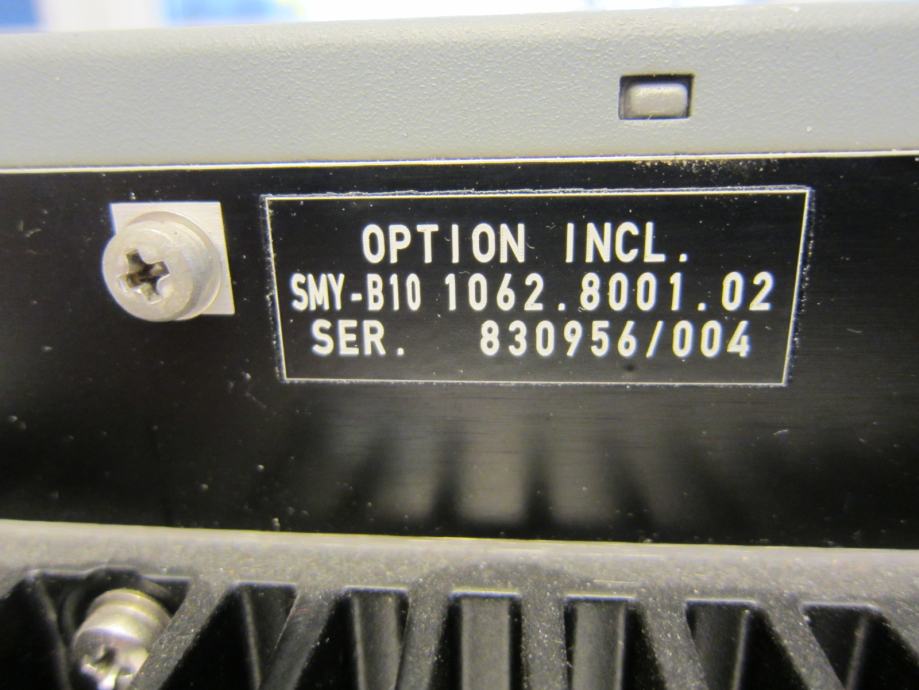 OPTION INCL.
SMY-B10 1062.8001.02
SER. 830956/004